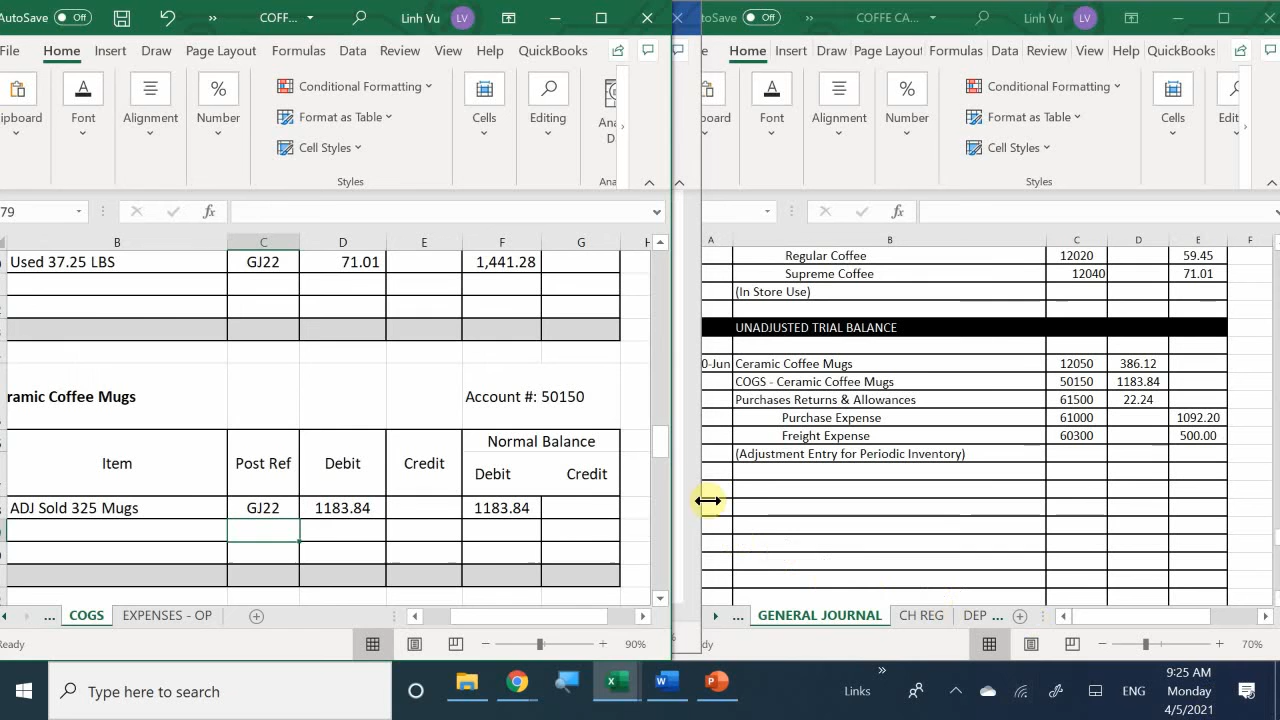 AutoSave Off COFF... Linh Vu LV
File Home Insert Draw Page Layout Formulas Data Review View Help QuickBooks
Clipboard Font Alignment Number Conditional Formatting Cells Editing
Format as Table
Cell Styles
Styles
79 fx
B C D E F G H
Used 37.25 LBS GJ22 71.01 1,441.28
ramic Coffee Mugs Account #: 50150
Item Post Ref Debit Credit Normal Balance
Debit Credit
ADJ Sold 325 Mugs GJ22 1183.84 1183.84
... COGS EXPENSES - OP
Ready 90%
toSave Off COFFE CA... Linh Vu LV
Home Insert Draw Page Layout Formulas Data Review View Help QuickBooks
board Font Alignment Number Conditional Formatting Cells Edit
Format as Table
Cell Styles
Styles
fx
A B C D E F
Regular Coffee 12020 59.45
Supreme Coffee 12040 71.01
(In Store Use)
UNADJUSTED TRIAL BALANCE
0-Jun Ceramic Coffee Mugs 12050 386.12
COGS - Ceramic Coffee Mugs 50150 1183.84
Purchases Returns & Allowances 61500 22.24
Purchase Expense 61000 1092.20
Freight Expense 60300 500.00
(Adjustment Entry for Periodic Inventory)
... GENERAL JOURNAL CH REG DEP ...
dy 70%
Type here to search
Links
ENG
9:25 AM
Monday
4/5/2021